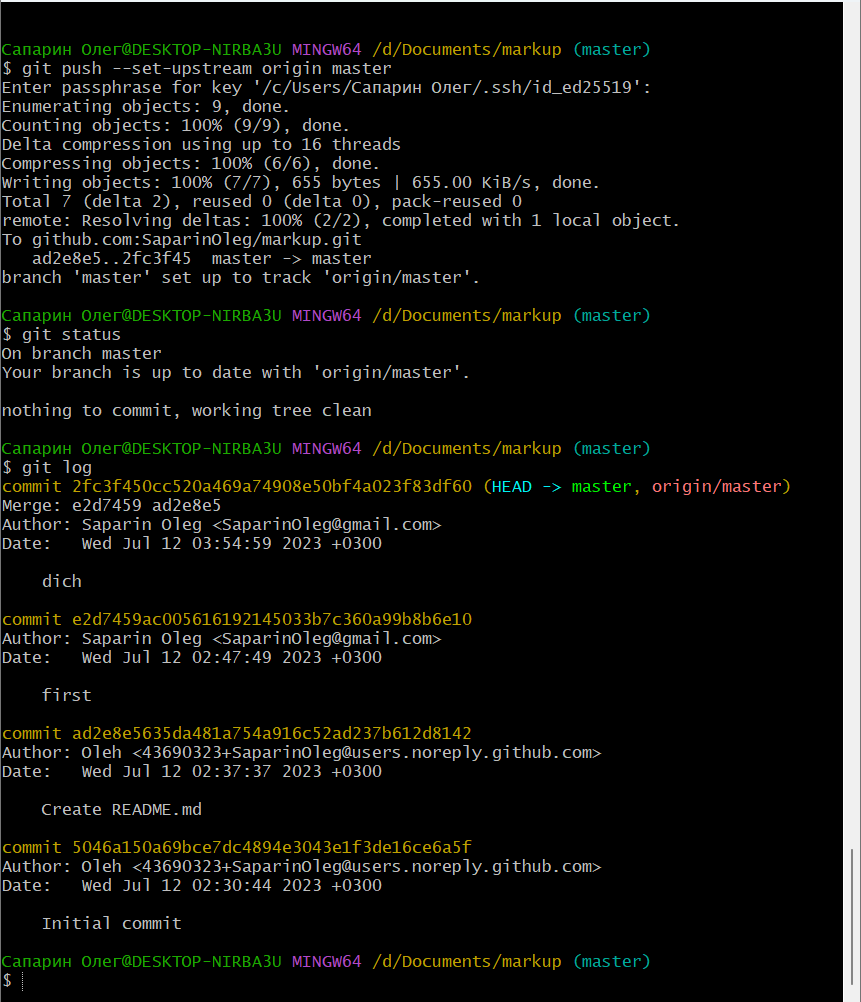 Сапарин Олег@DESKTOP-NIRBA3U MINGW64 /d/Documents/markup (master)
$ git push --set-upstream origin master
Enter passphrase for key '/c/Users/Сапарин Олег/.ssh/id_ed25519':
Enumerating objects: 9, done.
Counting objects: 100% (9/9), done.
Delta compression using up to 16 threads
Compressing objects: 100% (6/6), done.
Writing objects: 100% (7/7), 655 bytes | 655.00 KiB/s, done.
Total 7 (delta 2), reused 0 (delta 0), pack-reused 0
remote: Resolving deltas: 100% (2/2), completed with 1 local object.
To github.com:SaparinOleg/markup.git
   ad2e8e5..2fc3f45  master -> master
branch 'master' set up to track 'origin/master'.
Сапарин Олег@DESKTOP-NIRBA3U MINGW64 /d/Documents/markup (master)
$ git status
On branch master
Your branch is up to date with 'origin/master'.
nothing to commit, working tree clean
Сапарин Олег@DESKTOP-NIRBA3U MINGW64 /d/Documents/markup (master)
$ git log
commit 2fc3f450cc520a469a74908e50bf4a023f83df60 (HEAD -> master, origin/master)
Merge: e2d7459 ad2e8e5
Author: Saparin Oleg <SaparinOleg@gmail.com>
Date:   Wed Jul 12 03:54:59 2023 +0300
    dich
commit e2d7459ac005616192145033b7c360a99b8b6e10
Author: Saparin Oleg <SaparinOleg@gmail.com>
Date:   Wed Jul 12 02:47:49 2023 +0300
    first
commit ad2e8e5635da481a754a916c52ad237b612d8142
Author: Oleh <43690323+SaparinOleg@users.noreply.github.com>
Date:   Wed Jul 12 02:37:37 2023 +0300
    Create README.md
commit 5046a150a69bce7dc4894e3043e1f3de16ce6a5f
Author: Oleh <43690323+SaparinOleg@users.noreply.github.com>
Date:   Wed Jul 12 02:30:44 2023 +0300
    Initial commit
Сапарин Олег@DESKTOP-NIRBA3U MINGW64 /d/Documents/markup (master)
$